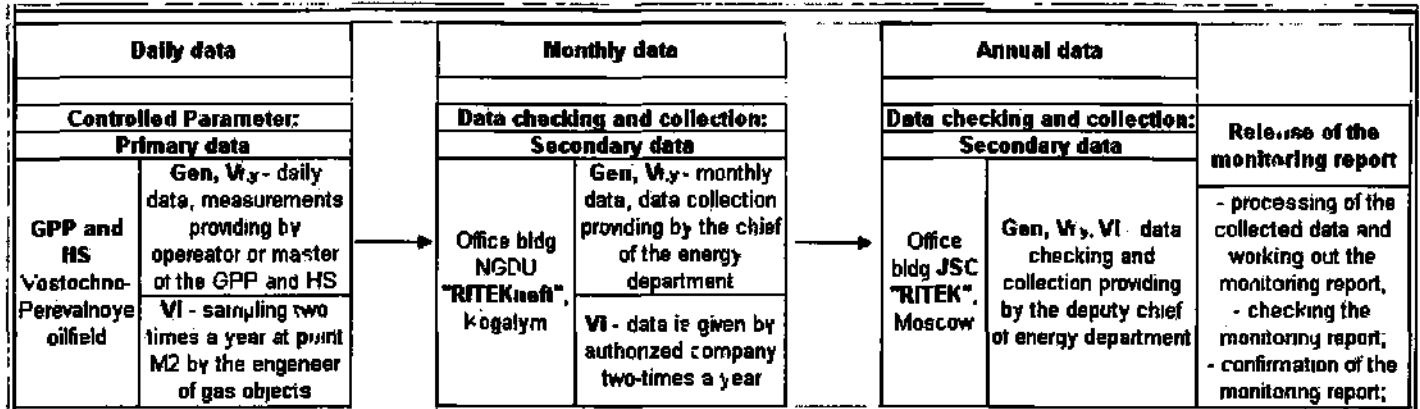 Daily data
Controlled Parameter:
Primary data
GPP and
HS
Vostochno-
Perevalnoye
oilfield
Gen, Vr,y - daily
data, measurements
providing by
opereator or master
of the GPP and HS
VI - sampling two
times a year at point
M2 by the engeneer
of gas objects
Monthly data
Data checking and collection:
Secondary data
Office bldg
NGDU
"RITEKneft",
Kogalym
Gen, Vr,y - monthly
data, data collection
providing by the chief
of the energy
department
Vi - data is given by
authorized company
two-times a year
Annual data
Data checking and collection:
Secondary data
Office
bldg JSC
"RITEK",
Moscow
Gen, Vr,y, VI - data
checking and
collection providing
by the deputy chief
of energy department
Release of the
monitoring report
- processing of the
collected data and
working out the
monitoring report,
- checking the
monitoring report;
- confirmation of the
monitoring report;